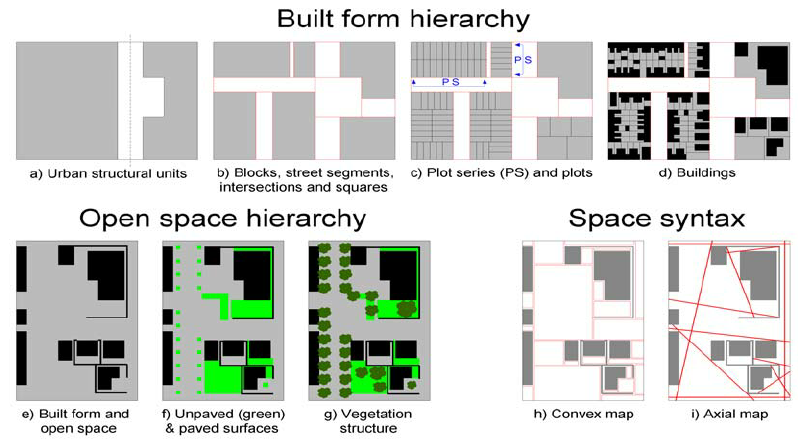 Built form hierarchy
P S
P S
a) Urban structural units
b) Blocks, street segments,
intersections and squares
c) Plot series (PS) and plots
d) Buildings
Open space hierarchy
Space syntax
e) Built form and
open space
f) Unpaved (green)
& paved surfaces
g) Vegetation
structure
h) Convex map
i) Axial map